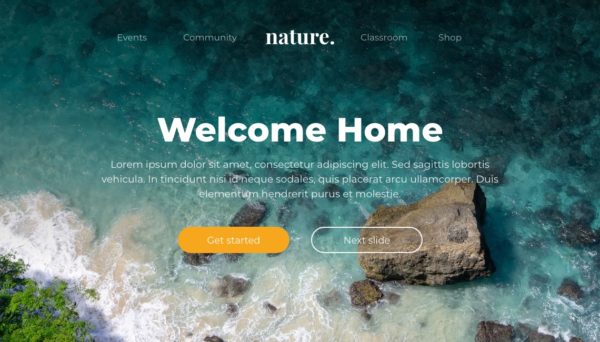 Events Community nature. Classroom Shop
Welcome Home
Lorem ipsum dolor sit amet, consectetur adipiscing elit. Sed sagittis lobortis
vehicula. In tincidunt nisi id neque sodales, quis placerat arcu ullamcorper. Duis
elementum hendrerit purus et molestie.
Get started Next slide